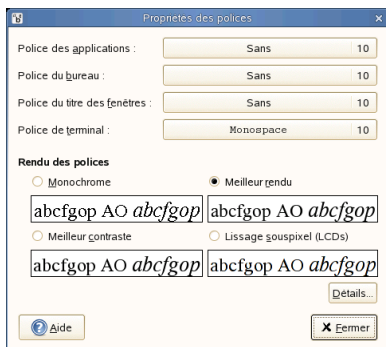 Proprietes des polices
Police des applications : Sans 10
Police du bureau : Sans 10
Police du titre des fenêtres : Sans 10
Police de terminal : Monospace 10
Rendu des polices
Monochrome Meilleur rendu
abcfgop AO abcfgop abcfgop AO abcfgop
Meilleur contraste Lissage souspixel (LCDs)
abcfgop AO abcfgop abcfgop AO abcfgop
Détails...
Aide Fermer